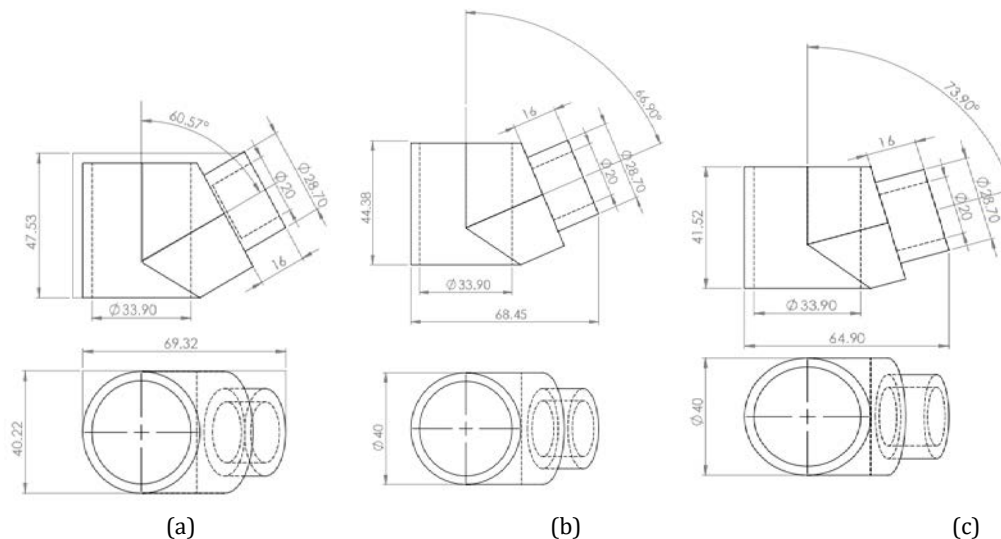 60.57°
47.53
Ø20
Ø28.70
16
Ø33.90
69.32
40.22
(a)
66.90°
16
44.38
Ø20
Ø28.70
Ø33.90
68.45
Ø40
(b)
73.90°
16
41.52
Ø20
Ø28.70
Ø33.90
64.90
Ø40
(c)